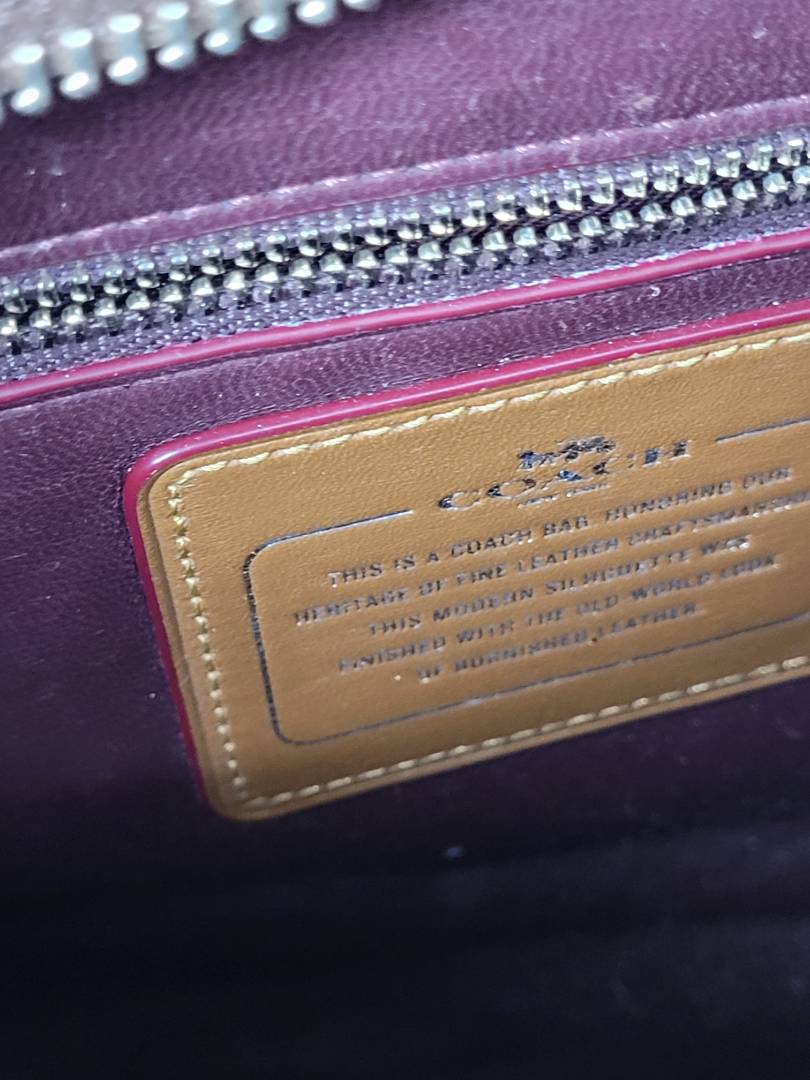 COACH
NEW YORK
THIS IS A COACH BAG, HONORING OUR
HERITAGE OF FINE LEATHER CRAFTSMANSHIP
THIS MODERN SILHOUETTE WAS
FINISHED WITH THE OLD-WORLD LOOK
OF BURNISHED LEATHER.